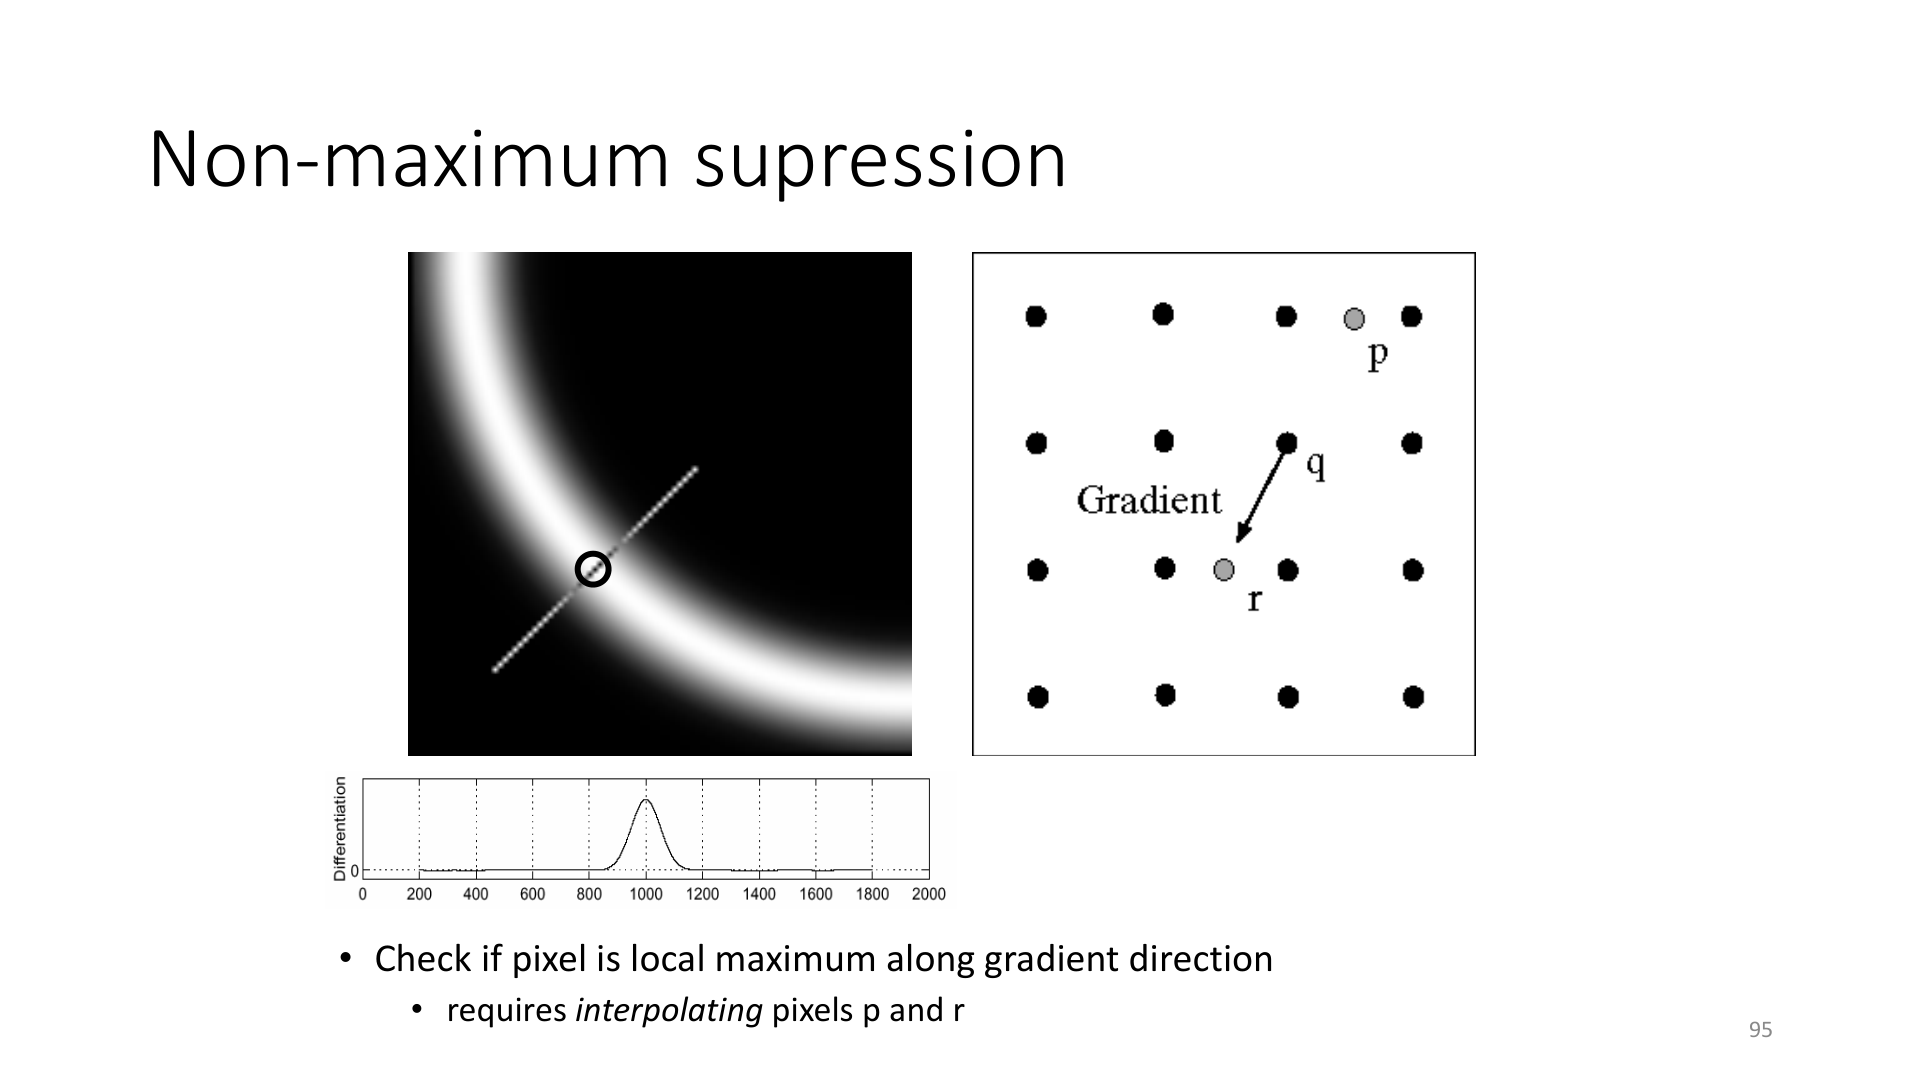 Non-maximum supression
p
q
Gradient
r
Differentiation
0
0 200 400 600 800 1000 1200 1400 1600 1800 2000
• Check if pixel is local maximum along gradient direction
• requires interpolating pixels p and r
95